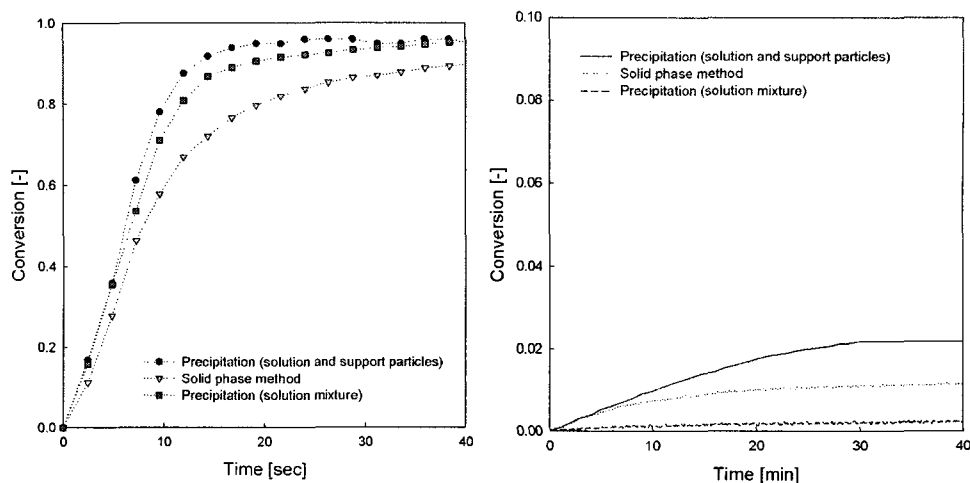 1.0
0.8
0.6
0.4
0.2
0.0
Conversion [-]
Precipitation (solution and support particles)
Solid phase method
Precipitation (solution mixture)
0 10 20 30 40
Time [sec]
0.10
0.08
0.06
0.04
0.02
0.00
Conversion [-]
Precipitation (solution and support particles)
Solid phase method
Precipitation (solution mixture)
0 10 20 30 40
Time [min]